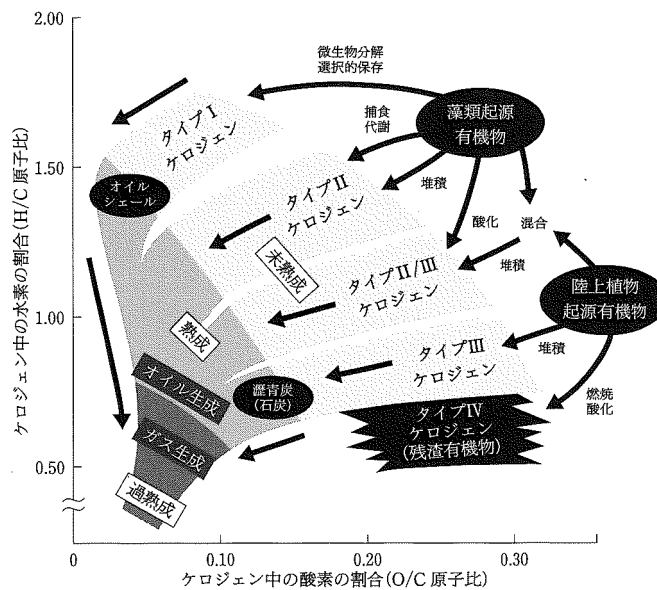 2.00
1.50
1.00
0.50
ケロジェン中の水素の割合(H/C 原子比)
0
0.10
0.20
0.30
ケロジェン中の酸素の割合(O/C 原子比)
微生物分解
選択的保存
藻類起源
有機物
捕食
代謝
堆積
酸化
混合
堆積
陸上植物
起源有機物
堆積
燃焼
酸化
タイプⅠ
ケロジェン
オイル
シェール
タイプⅡ
ケロジェン
未熟成
タイプⅡ/Ⅲ
ケロジェン
熟成
タイプⅢ
ケロジェン
オイル生成
瀝青炭
(石炭)
タイプⅣ
ケロジェン
(残渣有機物)
ガス生成
過熟成